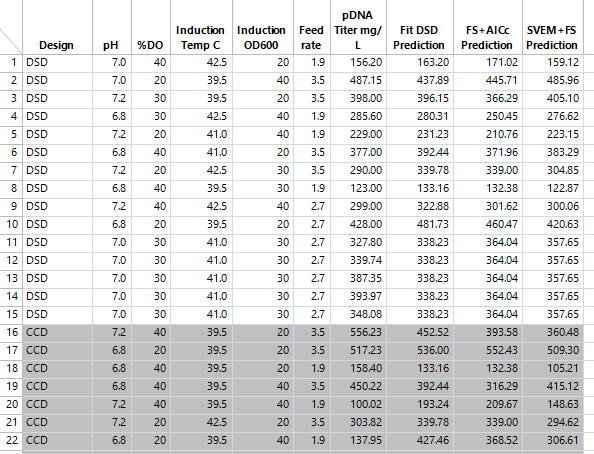 pDNA
Induction Induction Feed Titer mg/ Fit DSD FS+AICc SVEM+FS
Design pH %DO Temp C OD600 rate L Prediction Prediction Prediction
1 DSD 7.0 40 42.5 20 1.9 156.20 163.20 171.02 159.12
2 DSD 7.0 20 39.5 40 3.5 487.15 437.89 445.71 485.96
3 DSD 7.2 30 39.5 20 3.5 398.00 396.15 366.29 405.10
4 DSD 6.8 30 42.5 40 1.9 285.60 280.31 250.45 276.62
5 DSD 7.2 20 41.0 40 1.9 229.00 231.23 210.76 223.15
6 DSD 6.8 40 41.0 20 3.5 377.00 392.44 371.96 383.29
7 DSD 7.2 20 42.5 30 3.5 290.00 339.78 339.00 304.85
8 DSD 6.8 40 39.5 30 1.9 123.00 133.16 132.38 122.87
9 DSD 7.2 40 42.5 40 2.7 299.00 322.88 301.62 300.06
10 DSD 6.8 20 39.5 20 2.7 428.00 481.73 460.47 420.63
11 DSD 7.0 30 41.0 30 2.7 327.80 338.23 364.04 357.65
12 DSD 7.0 30 41.0 30 2.7 339.74 338.23 364.04 357.65
13 DSD 7.0 30 41.0 30 2.7 387.35 338.23 364.04 357.65
14 DSD 7.0 30 41.0 30 2.7 393.97 338.23 364.04 357.65
15 DSD 7.0 30 41.0 30 2.7 348.08 338.23 364.04 357.65
16 CCD 7.2 40 39.5 20 3.5 556.23 452.52 393.58 360.48
17 CCD 6.8 20 39.5 20 3.5 517.23 536.00 552.43 509.30
18 CCD 6.8 40 39.5 20 1.9 158.40 133.16 132.38 105.21
19 CCD 6.8 40 39.5 40 3.5 450.22 392.44 316.29 415.12
20 CCD 7.2 40 39.5 40 1.9 100.02 193.24 209.67 148.63
21 CCD 7.2 20 42.5 20 3.5 303.82 339.78 339.00 294.62
22 CCD 6.8 20 39.5 40 1.9 137.95 427.46 368.52 306.61